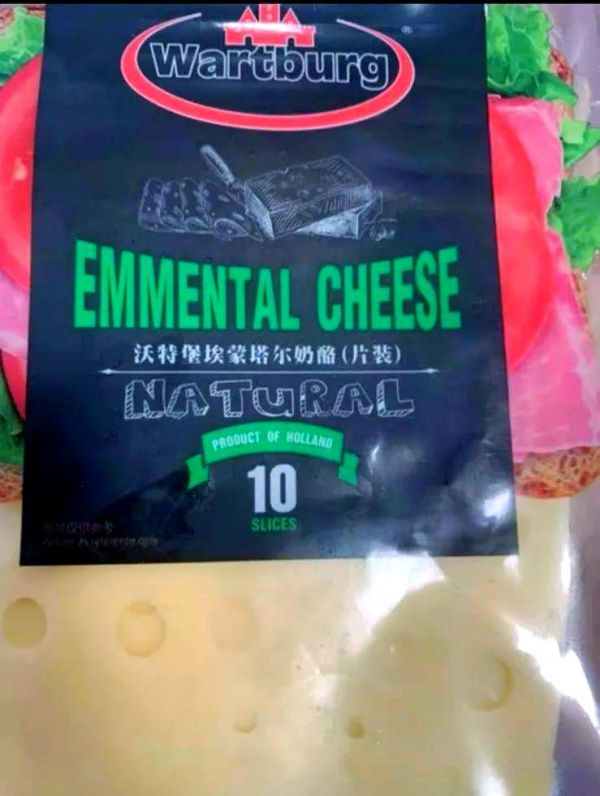 Wartburg
®
EMMENTAL CHEESE
沃特堡埃蒙塔尔奶酪(片装)
NATURAL
PRODUCT OF HOLLAND
10
SLICES